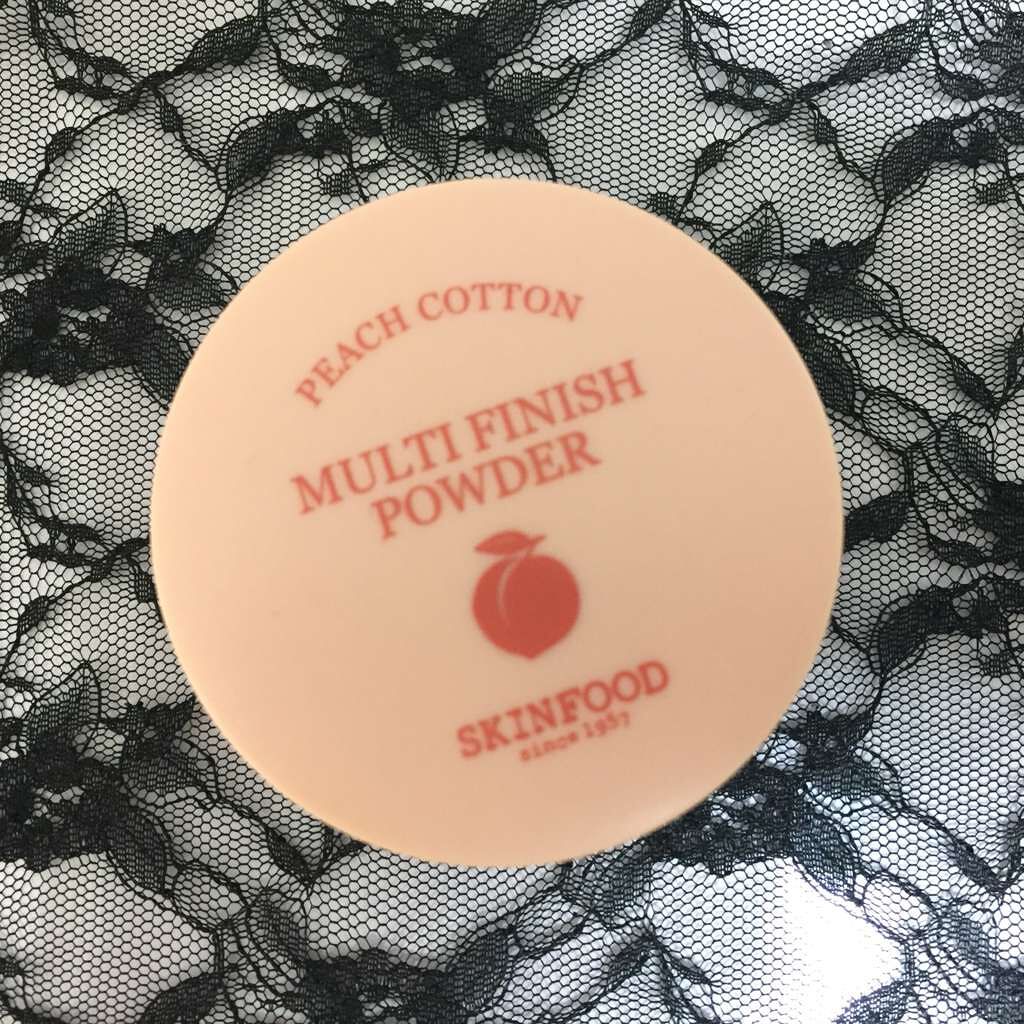 PEACH COTTON
MULTI FINISH
POWDER
SKINFOOD
since 1957